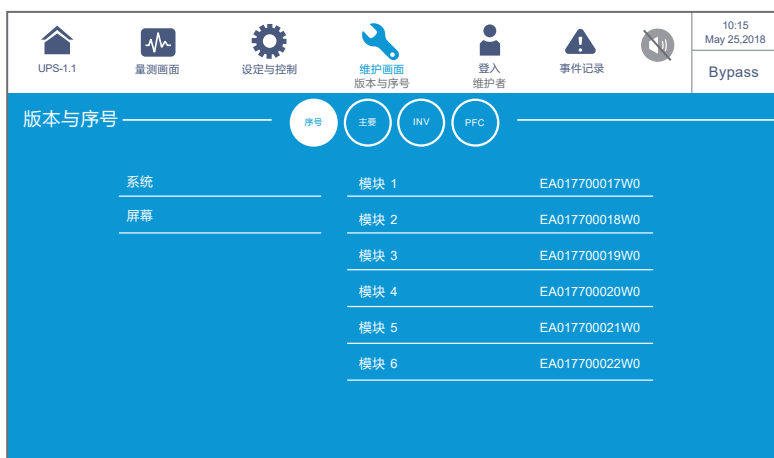 10:15
May 25,2018
UPS-1.1
量测画面
设定与控制
维护画面
版本与序号
登入
维护者
事件记录
Bypass
版本与序号
序号
主要
INV
PFC
系统
屏幕
模块 1 EA017700017W0
模块 2 EA017700018W0
模块 3 EA017700019W0
模块 4 EA017700020W0
模块 5 EA017700021W0
模块 6 EA017700022W0